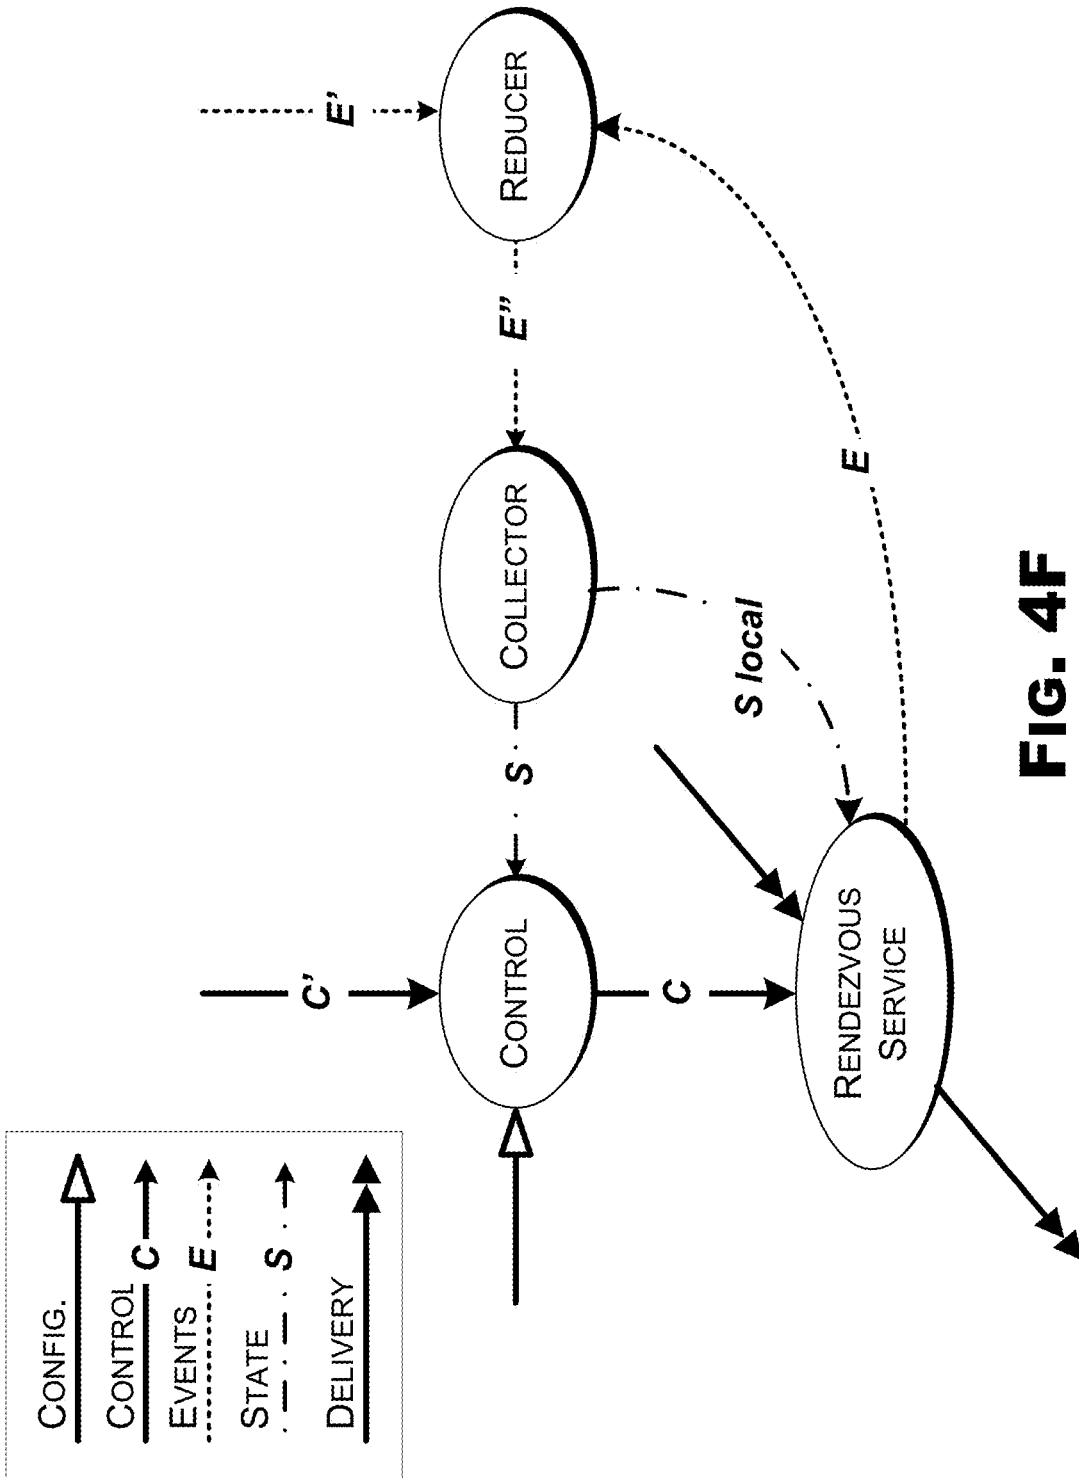 CONFIG.
CONTROL
C
EVENTS
E
STATE
S
DELIVERY
C'
E'
CONTROL
S
COLLECTOR
E"
REDUCER
C
S local
E
RENDEZVOUS
SERVICE
FIG. 4F